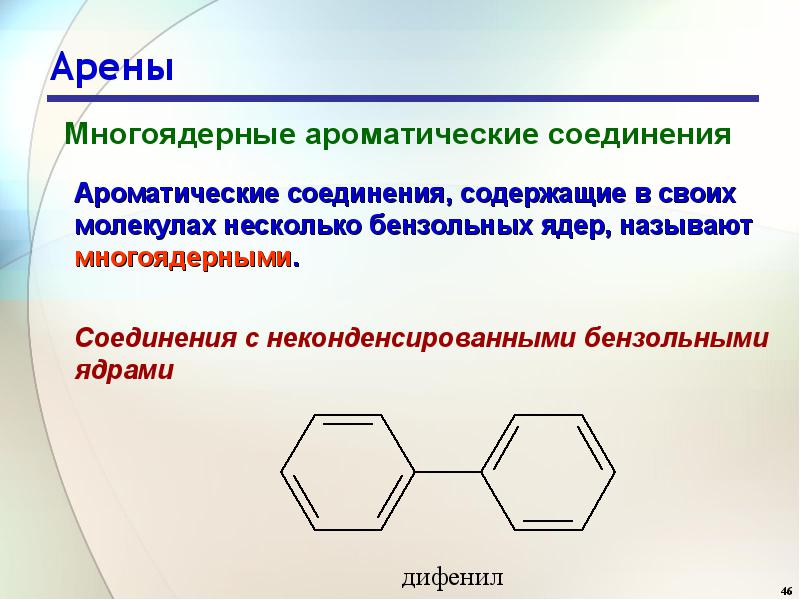 Арены
Многоядерные ароматические соединения
Ароматические соединения, содержащие в своих
молекулах несколько бензольных ядер, называют
многоядерными.
Соединения с неконденсированными бензольными
ядрами
дифенил
46